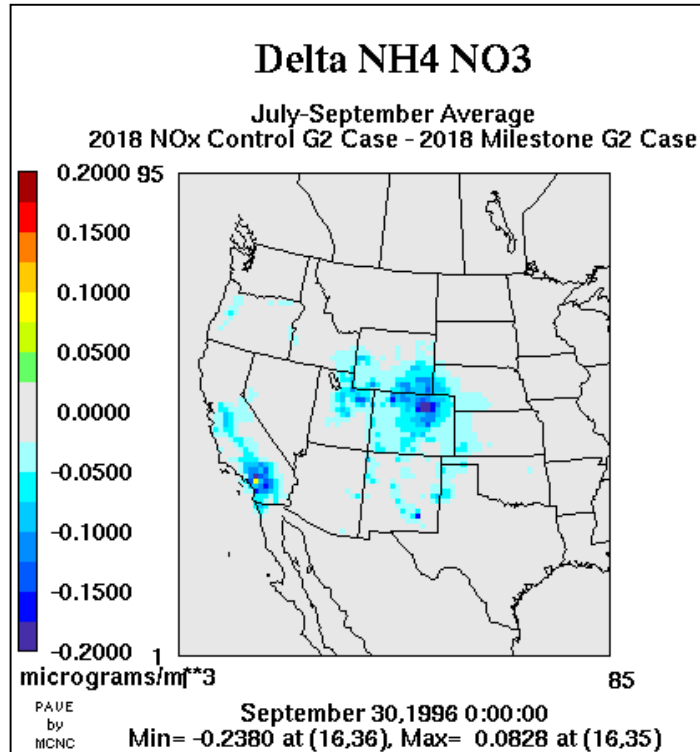 Delta NH4 NO3
July-September Average
2018 NOx Control G2 Case - 2018 Milestone G2 Case
0.2000
95
0.1500
0.1000
0.0500
0.0000
-0.0500
-0.1000
-0.1500
-0.2000
1
micrograms/m**3
1
85
PAVE
by
MCNC
September 30,1996 0:00:00
Min= -0.2380 at (16,36), Max= 0.0828 at (16,35)